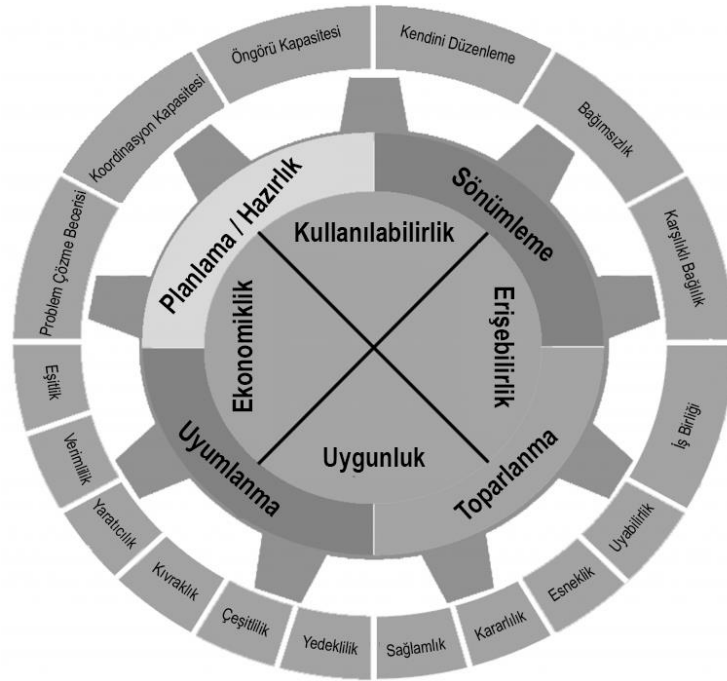 Öngörü Kapasitesi
Kendini Düzenleme
Bağımsızlık
Karşılıklı Bağlılık
İş Birliği
Uyabilirlik
Esneklik
Kararlılık
Sağlamlık
Yedeklilik
Çeşitlilik
Kıvraklık
Yaratıcılık
Verimlilik
Eşitlik
Problem Çözme Becerisi
Koordinasyon Kapasitesi
Planlama / Hazırlık
Sönümleme
Toparlanma
Uyumlanma
Kullanılabilirlik
Erişebilirlik
Uygunluk
Ekonomiklik